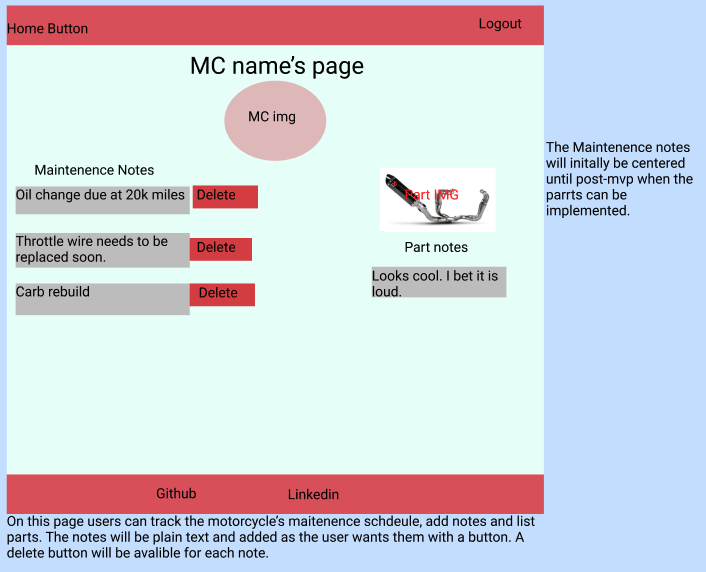 Home Button
Logout
MC name's page
MC img
Maintenence Notes
Oil change due at 20k miles
Delete
Throttle wire needs to be
replaced soon.
Delete
Carb rebuild
Delete
Part IMG
Part notes
Looks cool. I bet it is
loud.
The Maintenence notes
will initally be centered
until post-mvp when the
parrts can be
implemented.
Github
Linkedin
On this page users can track the motorcycle's maitenence schdeule, add notes and list
parts. The notes will be plain text and added as the user wants them with a button. A
delete button will be avalible for each note.